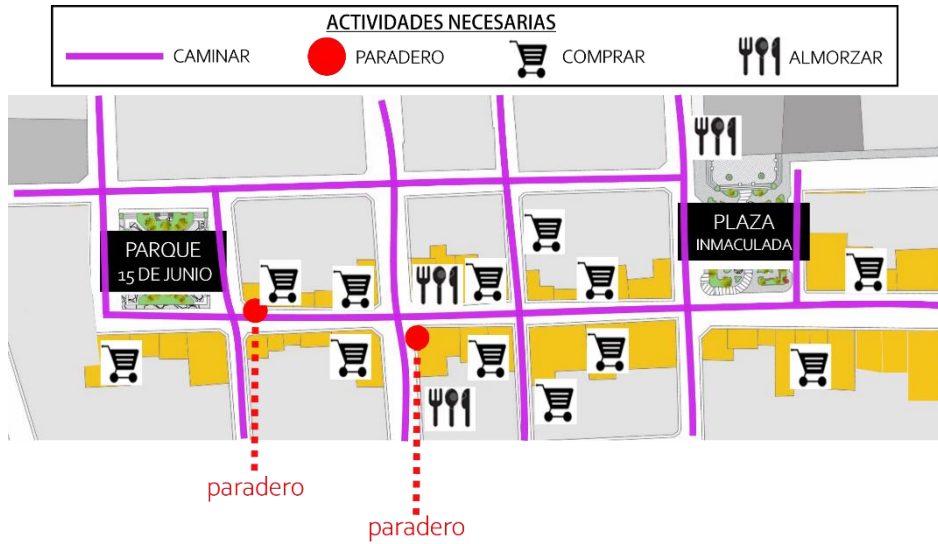 ACTIVIDADES NECESARIAS
CAMINAR
PARADERO
COMPRAR
ALMORZAR
PARQUE
15 DE JUNIO
PLAZA
INMACULADA
paradero
paradero